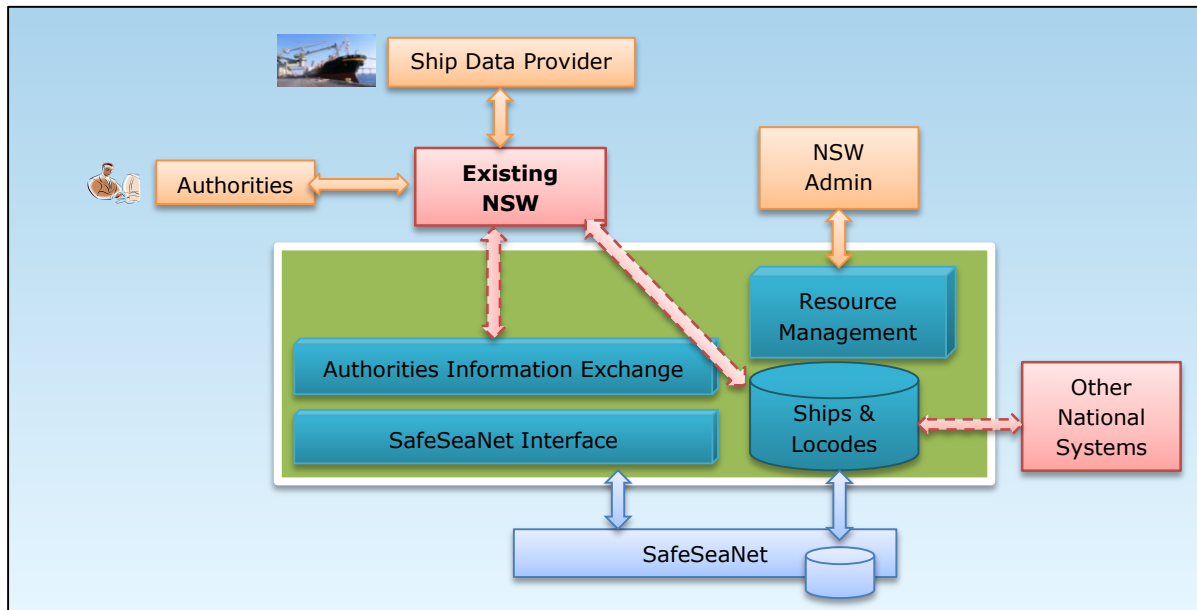 Ship Data Provider
Authorities
Existing
NSW
NSW
Admin
Resource
Management
Authorities Information Exchange
SafeSeaNet Interface
Ships &
Locodes
Other
National
Systems
SafeSeaNet